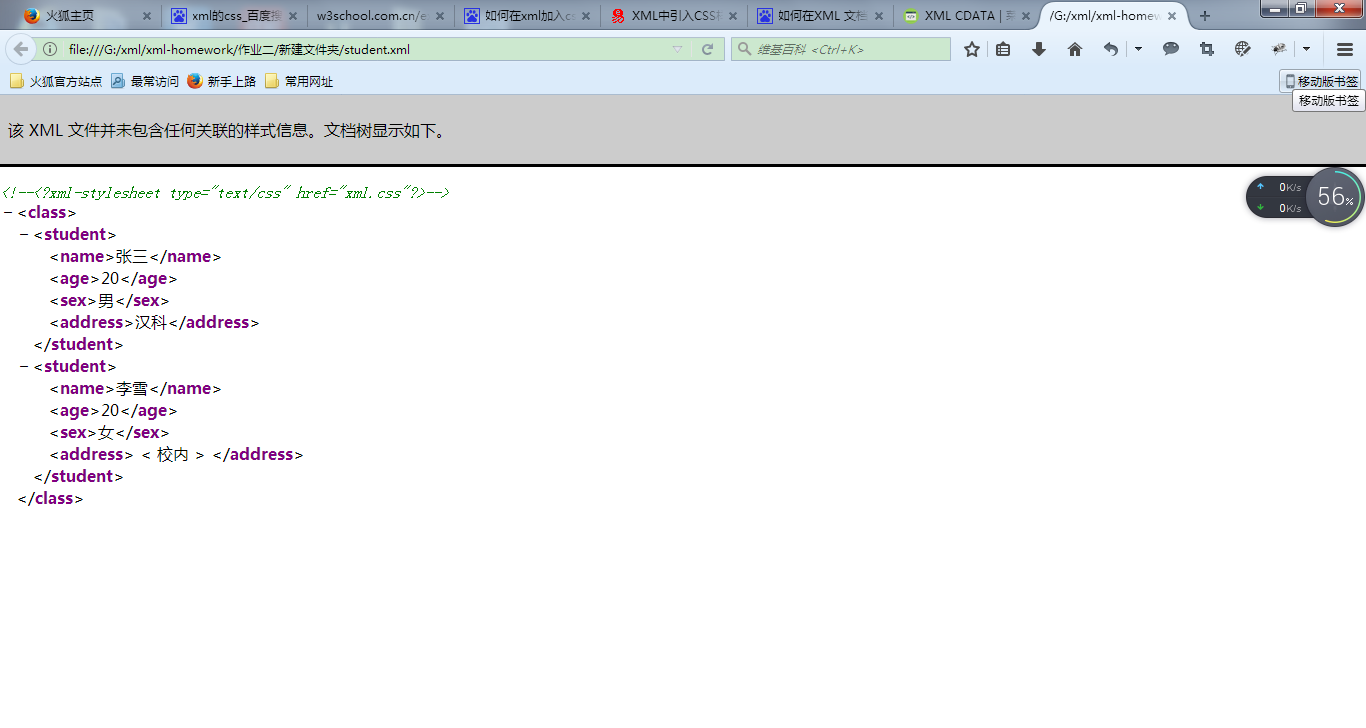 火狐主页 xml的css_百度搜 w3school.com.cn/e 如何在xml加入cs XML中引入CSS 如何在XML 文档 XML CDATA | /G:/xml/xml-homew
file:///G:/xml/xml-homework/作业二/新建文件夹/student.xml 维基百科 <Ctrl+K>
火狐官方站点 最常访问 新手上路 常用网址 移动版书签
移动版书签
该 XML 文件并未包含任何关联的样式信息。文档树显示如下。
<!--<?xml-stylesheet type="text/css" href="xml.css"?>-->
0K/s
56%
0K/s
− <class>
− <student>
<name>张三</name>
<age>20</age>
<sex>男</sex>
<address>汉科</address>
</student>
− <student>
<name>李雪</name>
<age>20</age>
<sex>女</sex>
<address> < 校内 > </address>
</student>
</class>